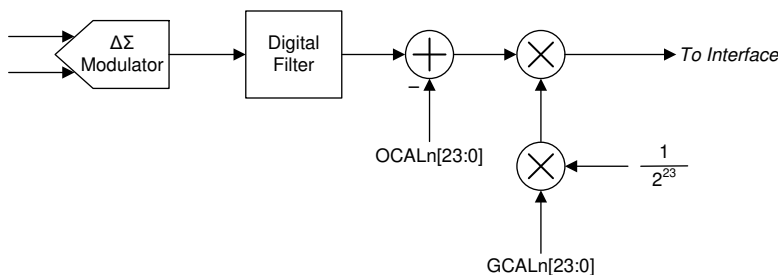 ΔΣ
Modulator
Digital
Filter
To Interface
–
OCALn[23:0]
1
2^23
GCALn[23:0]